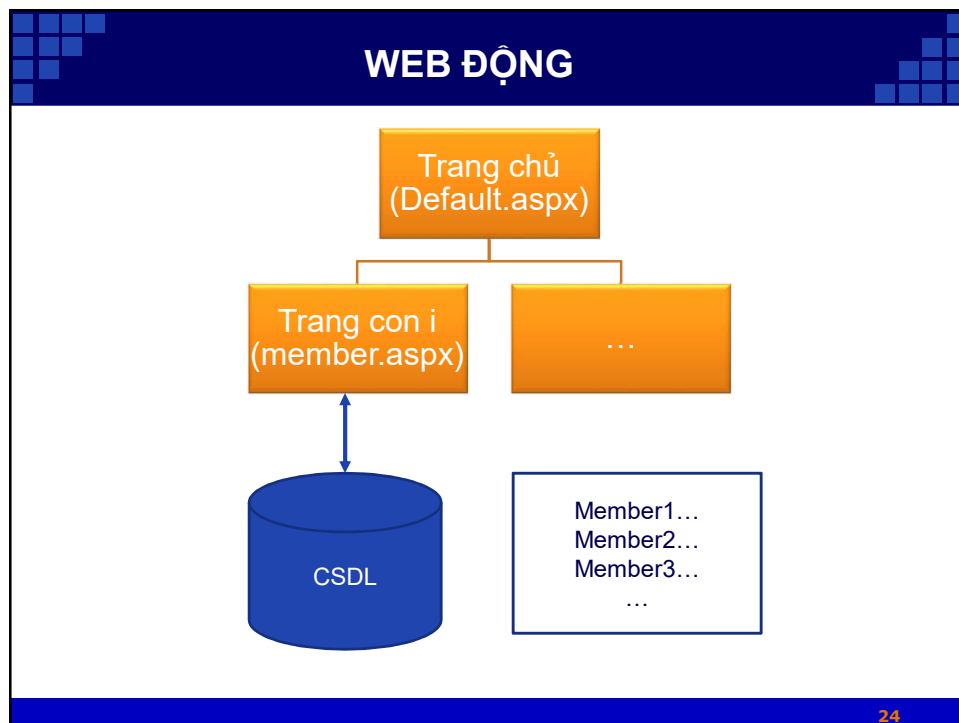 WEB ĐỘNG
Trang chủ
(Default.aspx)
Trang con i
(member.aspx)
…
CSDL
Member1…
Member2…
Member3…
…
24